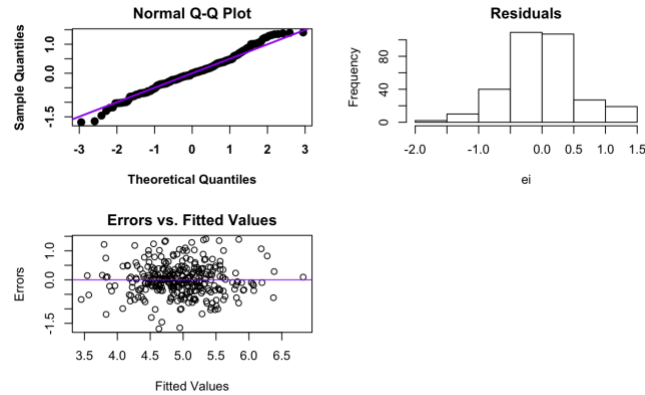 Normal Q-Q Plot
Sample Quantiles
1.0
0.0
-1.5
-3 -2 -1 0 1 2 3
Theoretical Quantiles
Residuals
Frequency
80
40
0
-2.0 -1.0 0.0 0.5 1.0 1.5
ei
Errors vs. Fitted Values
Errors
1.0
0.0
-1.5
3.5 4.0 4.5 5.0 5.5 6.0 6.5
Fitted Values